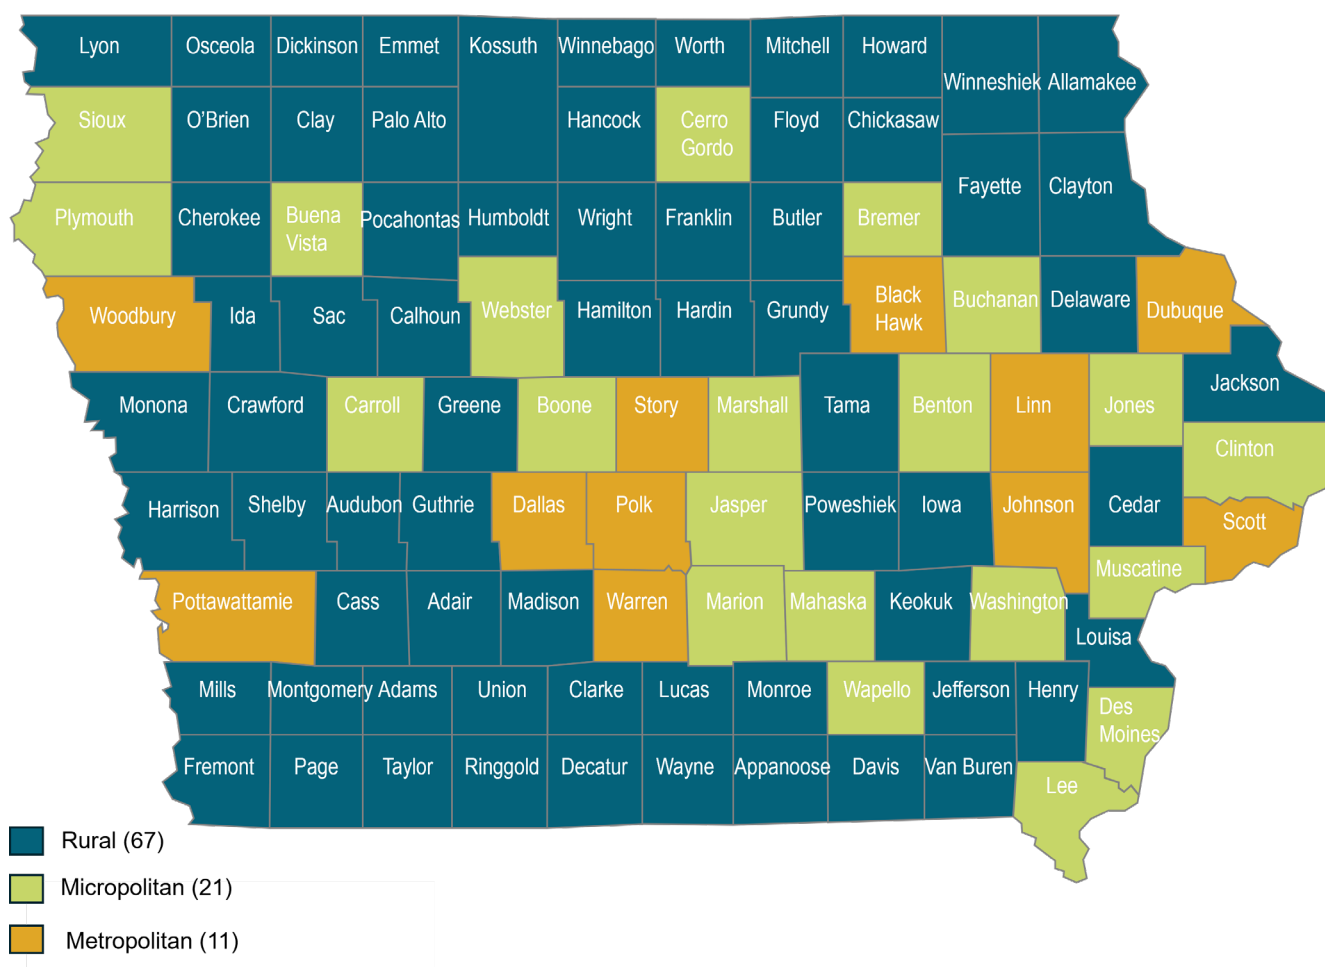 Lyon
Osceola
Dickinson
Emmet
Kossuth
Winnebago
Worth
Mitchell
Howard
Winneshiek
Allamakee
Sioux
O’Brien
Clay
Palo Alto
Hancock
Cerro
Gordo
Floyd
Chickasaw
Fayette
Clayton
Plymouth
Cherokee
Buena
Vista
Pocahontas
Humboldt
Wright
Franklin
Butler
Bremer
Woodbury
Ida
Sac
Calhoun
Webster
Hamilton
Hardin
Grundy
Black
Hawk
Buchanan
Delaware
Dubuque
Monona
Crawford
Carroll
Greene
Boone
Story
Marshall
Tama
Benton
Linn
Jones
Jackson
Clinton
Harrison
Shelby
Audubon
Guthrie
Dallas
Polk
Jasper
Poweshiek
Iowa
Johnson
Cedar
Scott
Muscatine
Pottawattamie
Cass
Adair
Madison
Warren
Marion
Mahaska
Keokuk
Washington
Louisa
Mills
Montgomery
Adams
Union
Clarke
Lucas
Monroe
Wapello
Jefferson
Henry
Des
Moines
Fremont
Page
Taylor
Ringgold
Decatur
Wayne
Appanoose
Davis
Van Buren
Lee
Rural (67)
Micropolitan (21)
Metropolitan (11)